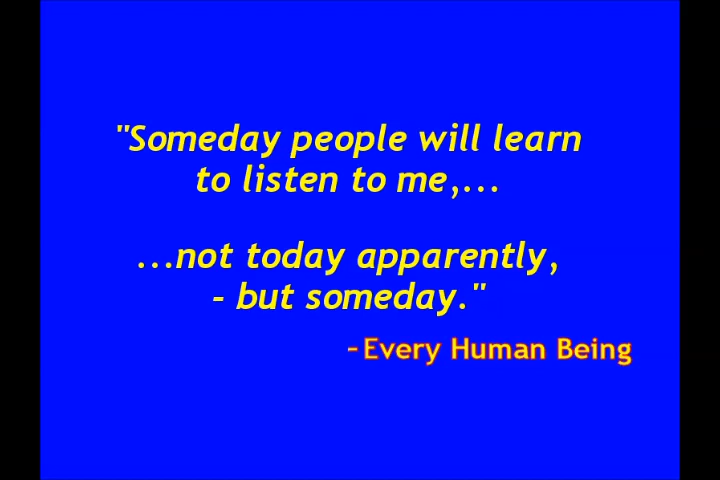 "Someday people will learn
to listen to me,...
...not today apparently,
- but someday."
- Every Human Being